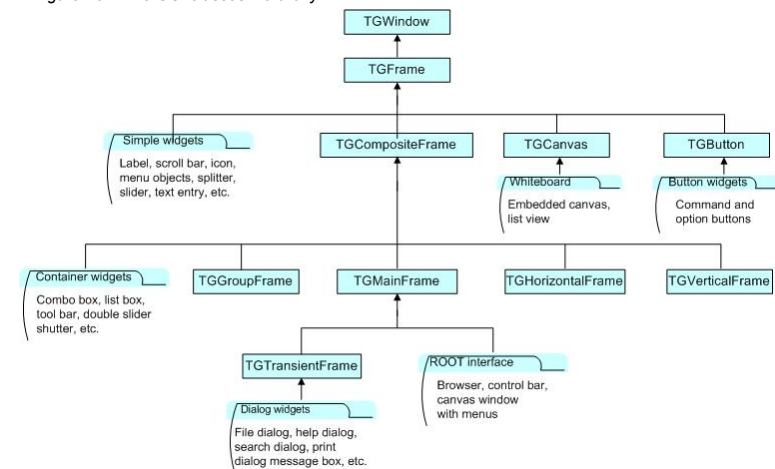 TGWindow
TGFrame
Simple widgets
Label, scroll bar, icon,
menu objects, splitter,
slider, text entry, etc.
TGCompositeFrame
TGCanvas
Whiteboard
Embedded canvas,
list view
TGButton
Button widgets
Command and
option buttons
Container widgets
Combo box, list box,
tool bar, double slider
shutter, etc.
TGGroupFrame
TGMainFrame
TGHorizontalFrame
TGVerticalFrame
TGTransientFrame
ROOT interface
Browser, control bar,
canvas window
with menus
Dialog widgets
File dialog, help dialog,
search dialog, print
dialog message box, etc.